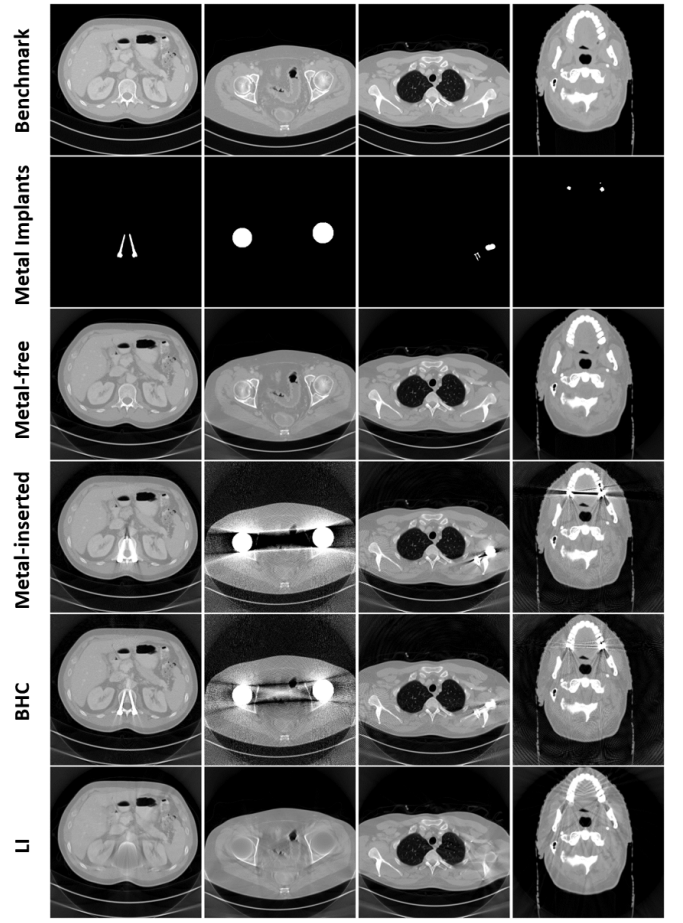 Benchmark
Metal Implants
Metal-free
Metal-inserted
BHC
LI